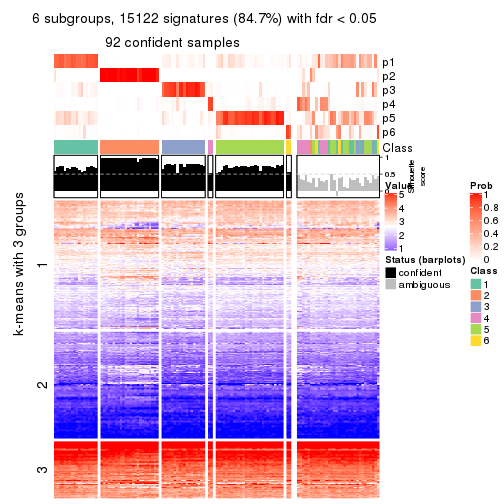 6 subgroups, 15122 signatures (84.7%) with fdr < 0.05
92 confident samples
p1
p2
p3
p4
p5
p6
Class
1
0.5
0
Silhouette
score
k-means with 3 groups
1
2
3
Value
5
4
3
2
1
Status (barplots)
confident
ambiguous
Prob
1
0.8
0.6
0.4
0.2
0
Class
1
2
3
4
5
6